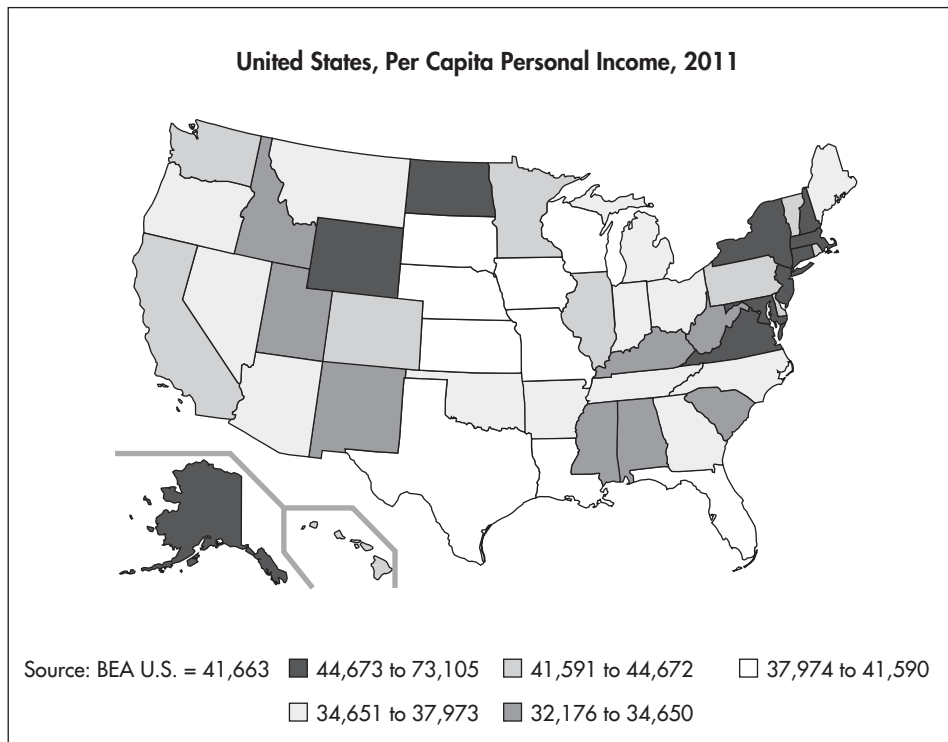 United States, Per Capita Personal Income, 2011
Source: BEA U.S. = 41,663 44,673 to 73,105 41,591 to 44,672 37,974 to 41,590
34,651 to 37,973 32,176 to 34,650